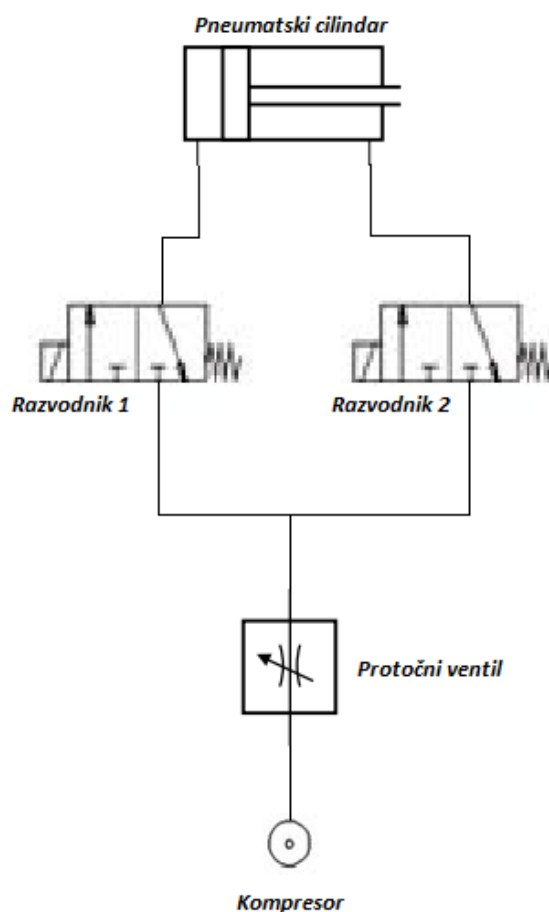 Pneumatski cilindar
Razvodnik 1
Razvodnik 2
Protočni ventil
Kompresor